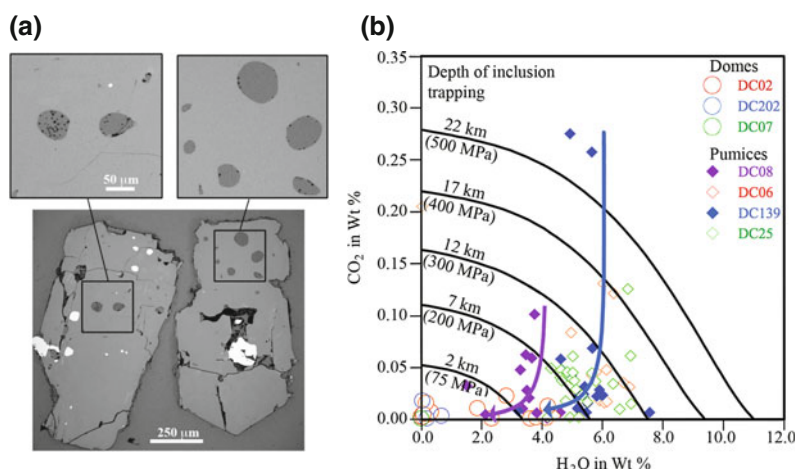 (a)
50 µm
250 µm
(b)
CO2 in Wt %
0.35
0.30
0.25
0.20
0.15
0.10
0.05
0.00
Depth of inclusion
trapping
22 km
(500 MPa)
17 km
(400 MPa)
12 km
(300 MPa)
7 km
(200 MPa)
2 km
(75 MPa)
Domes
DC02
DC202
DC07
Pumices
DC08
DC06
DC139
DC25
0.0 2.0 4.0 6.0 8.0 10.0 12.0
H2O in Wt %